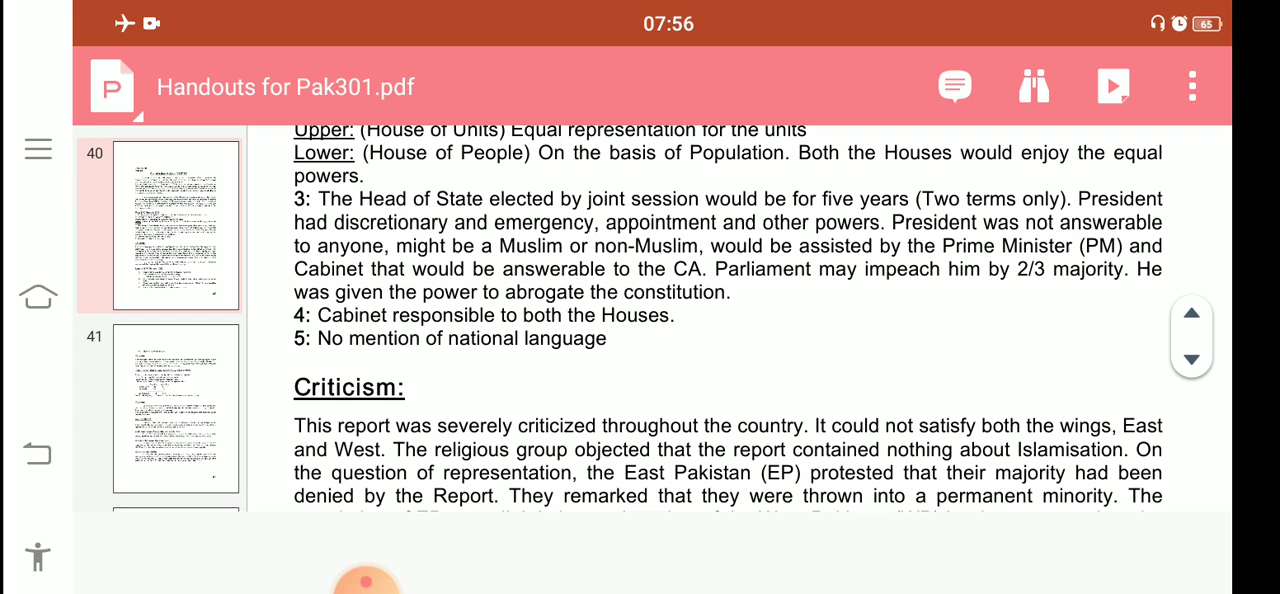 07:56
65
P
Handouts for Pak301.pdf
40
41
Upper: (House of Units) Equal representation for the units
Lower: (House of People) On the basis of Population. Both the Houses would enjoy the equal
powers.
3: The Head of State elected by joint session would be for five years (Two terms only). President
had discretionary and emergency, appointment and other powers. President was not answerable
to anyone, might be a Muslim or non-Muslim, would be assisted by the Prime Minister (PM) and
Cabinet that would be answerable to the CA. Parliament may impeach him by 2/3 majority. He
was given the power to abrogate the constitution.
4: Cabinet responsible to both the Houses.
5: No mention of national language
Criticism:
This report was severely criticized throughout the country. It could not satisfy both the wings, East
and West. The religious group objected that the report contained nothing about Islamisation. On
the question of representation, the East Pakistan (EP) protested that their majority had been
denied by the Report. They remarked that they were thrown into a permanent minority. The